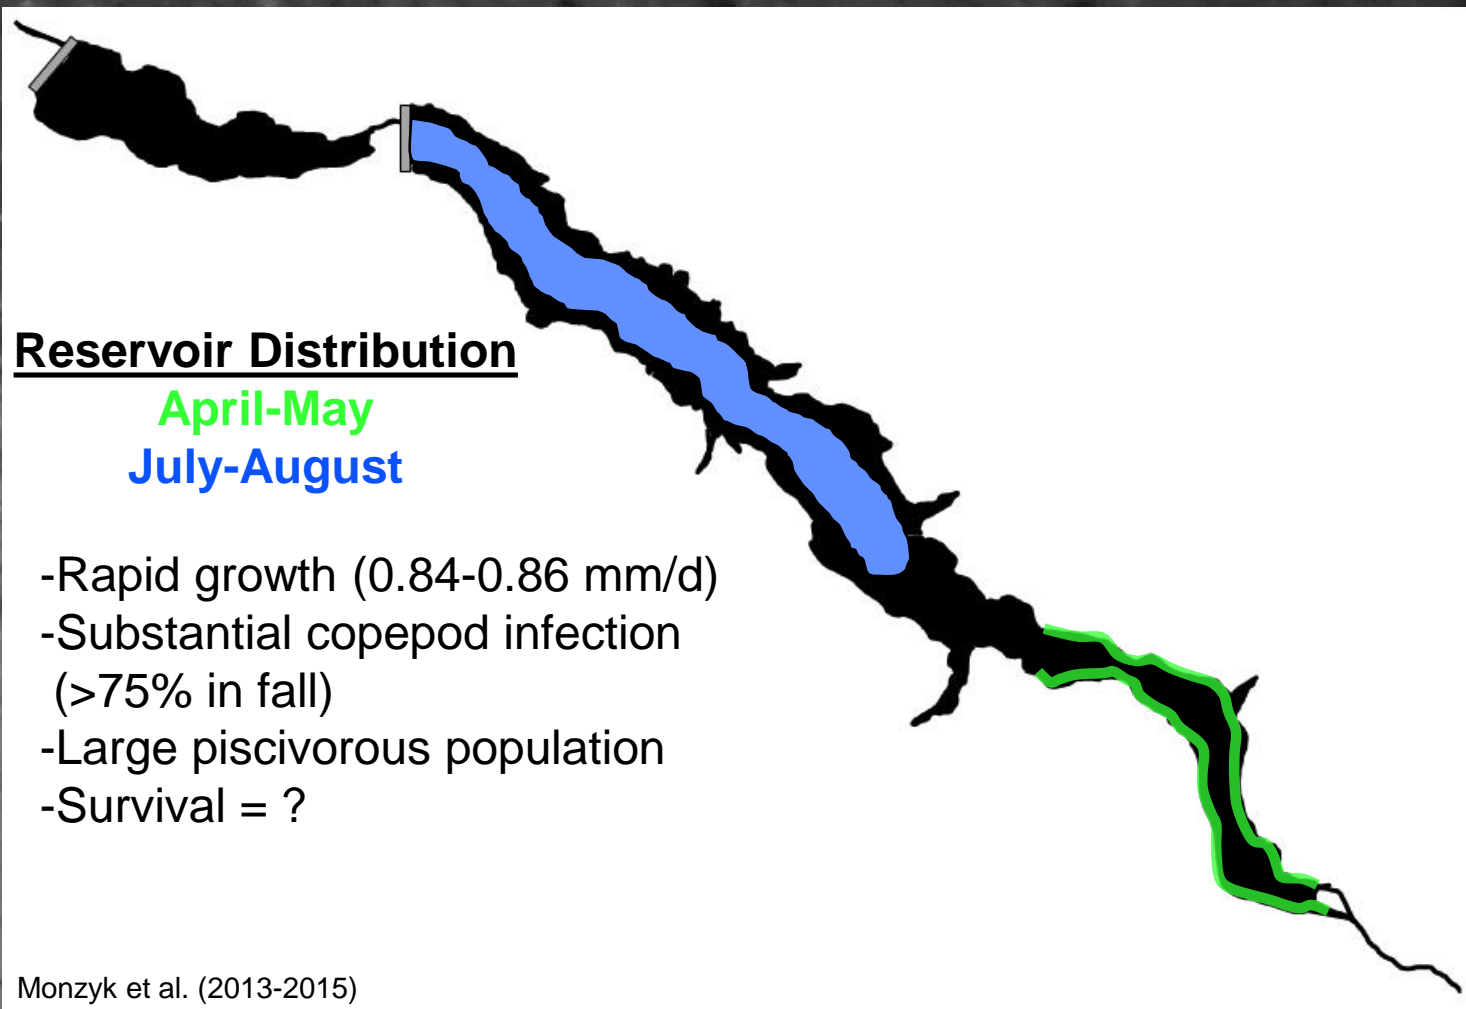 Reservoir Distribution
April-May
July-August
-Rapid growth (0.84-0.86 mm/d)
-Substantial copepod infection
(>75% in fall)
-Large piscivorous population
-Survival = ?
Monzyk et al. (2013-2015)